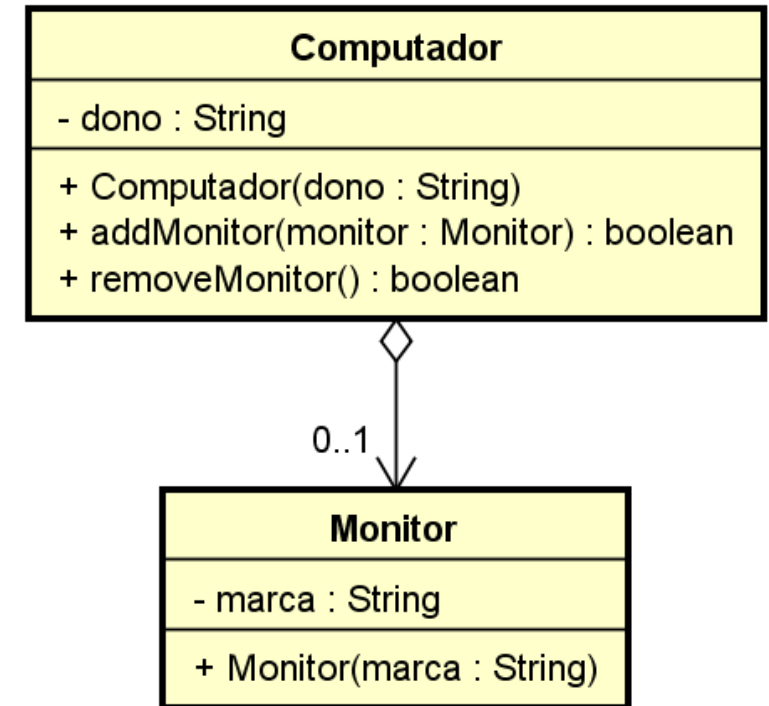 Computador
- dono : String
+ Computador(dono : String)
+ addMonitor(monitor : Monitor) : boolean
+ removeMonitor() : boolean
0..1
Monitor
- marca : String
+ Monitor(marca : String)